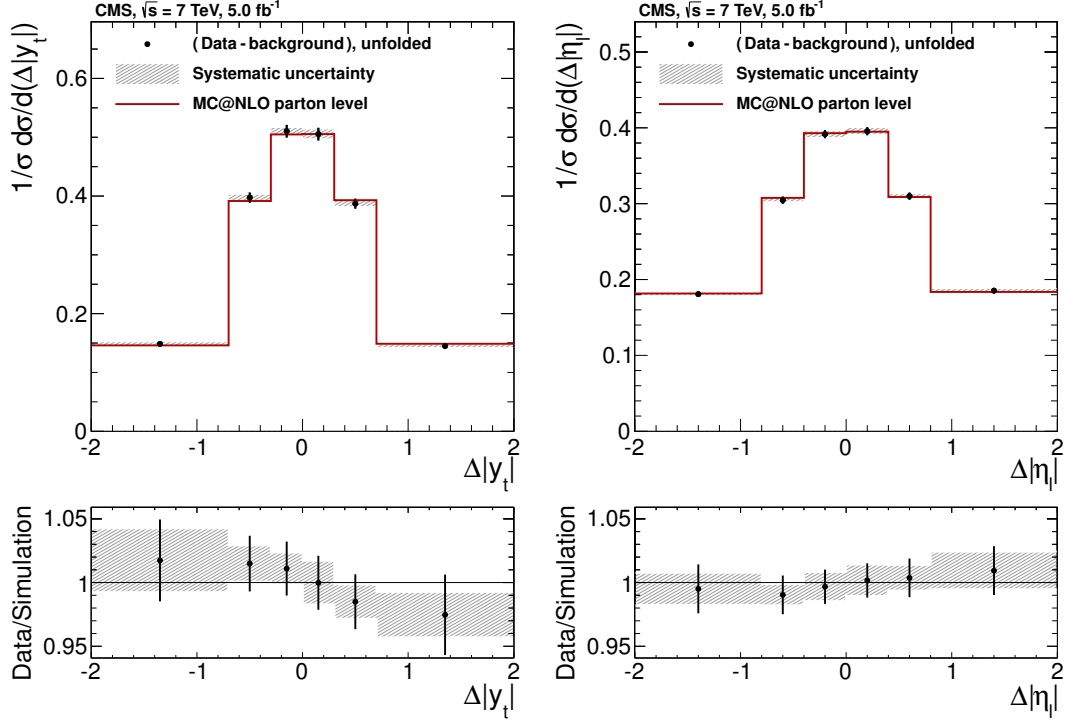 CMS, √s = 7 TeV, 5.0 fb⁻¹
(Data - background), unfolded
Systematic uncertainty
MC@NLO parton level
1/σ dσ/d(Δ|y_t|)
0.6
0.4
0.2
0
-2 -1 0 1 2
Δ|y_t|
Data/Simulation
1.05
1
0.95
-2 -1 0 1 2
Δ|y_t|
CMS, √s = 7 TeV, 5.0 fb⁻¹
(Data - background), unfolded
Systematic uncertainty
MC@NLO parton level
1/σ dσ/d(Δ|η_l|)
0.5
0.4
0.3
0.2
0.1
0
-2 -1 0 1 2
Δ|η_l|
Data/Simulation
1.05
1
0.95
-2 -1 0 1 2
Δ|η_l|